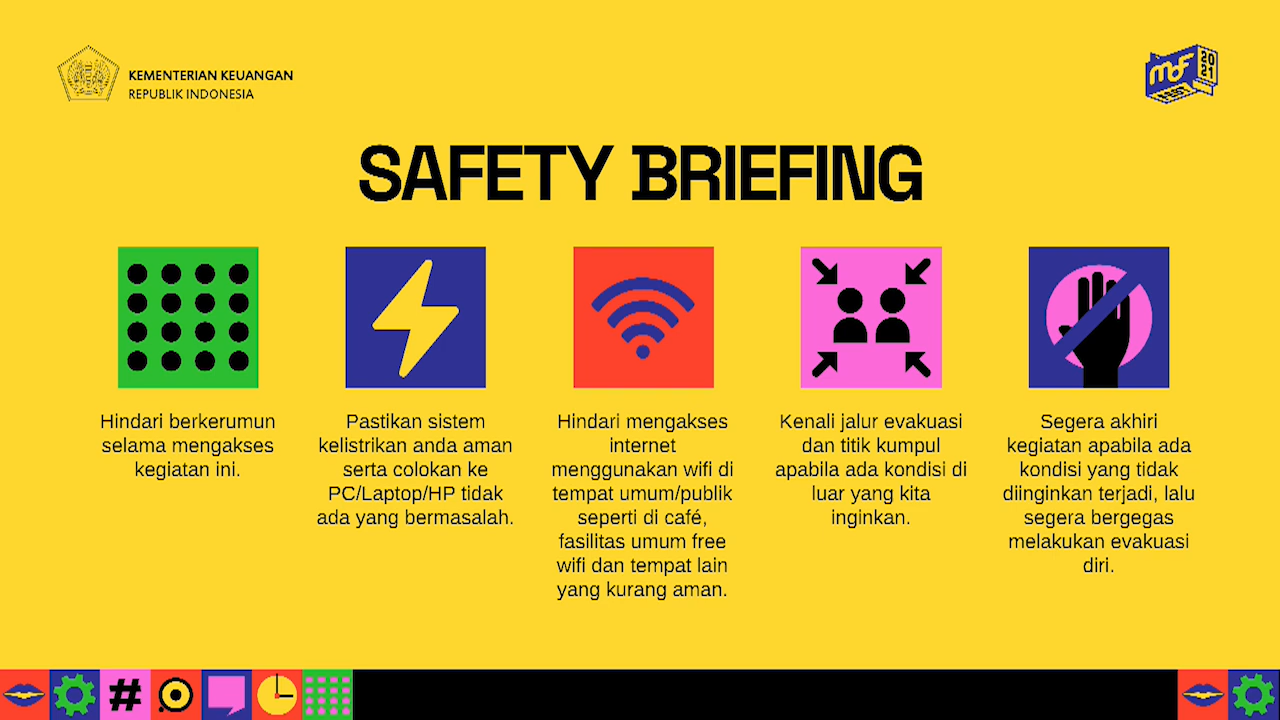 KEMENTERIAN KEUANGAN
REPUBLIK INDONESIA
mof
20
21
FEST
SAFETY BRIEFING
Hindari berkerumun
selama mengakses
kegiatan ini.
Pastikan sistem
kelistrikan anda aman
serta colokan ke
PC/Laptop/HP tidak
ada yang bermasalah.
Hindari mengakses
internet
menggunakan wifi di
tempat umum/publik
seperti di café,
fasilitas umum free
wifi dan tempat lain
yang kurang aman.
Kenali jalur evakuasi
dan titik kumpul
apabila ada kondisi di
luar yang kita
inginkan.
Segera akhiri
kegiatan apabila ada
kondisi yang tidak
diinginkan terjadi, lalu
segera bergegas
melakukan evakuasi
diri.
#